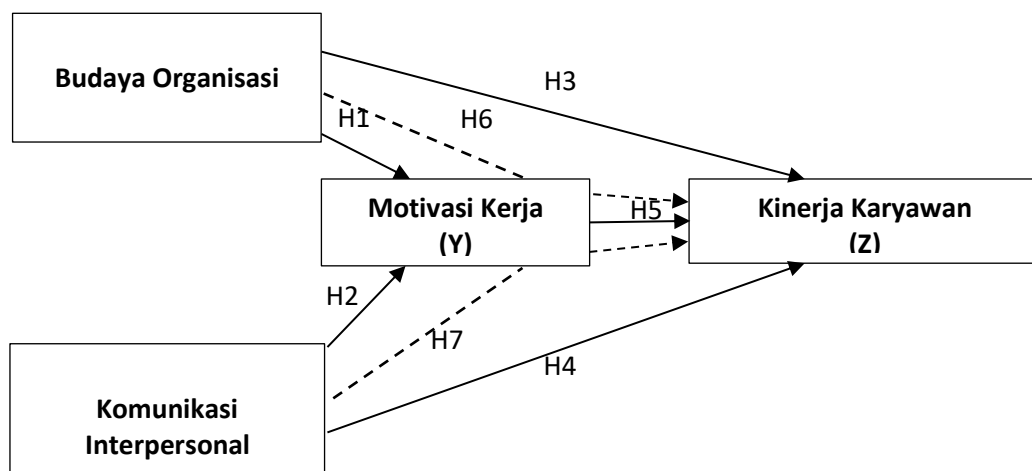 Budaya Organisasi
H3
H1
H6
Motivasi Kerja
(Y)
H5
Kinerja Karyawan
(Z)
H2
H7
H4
Komunikasi
Interpersonal